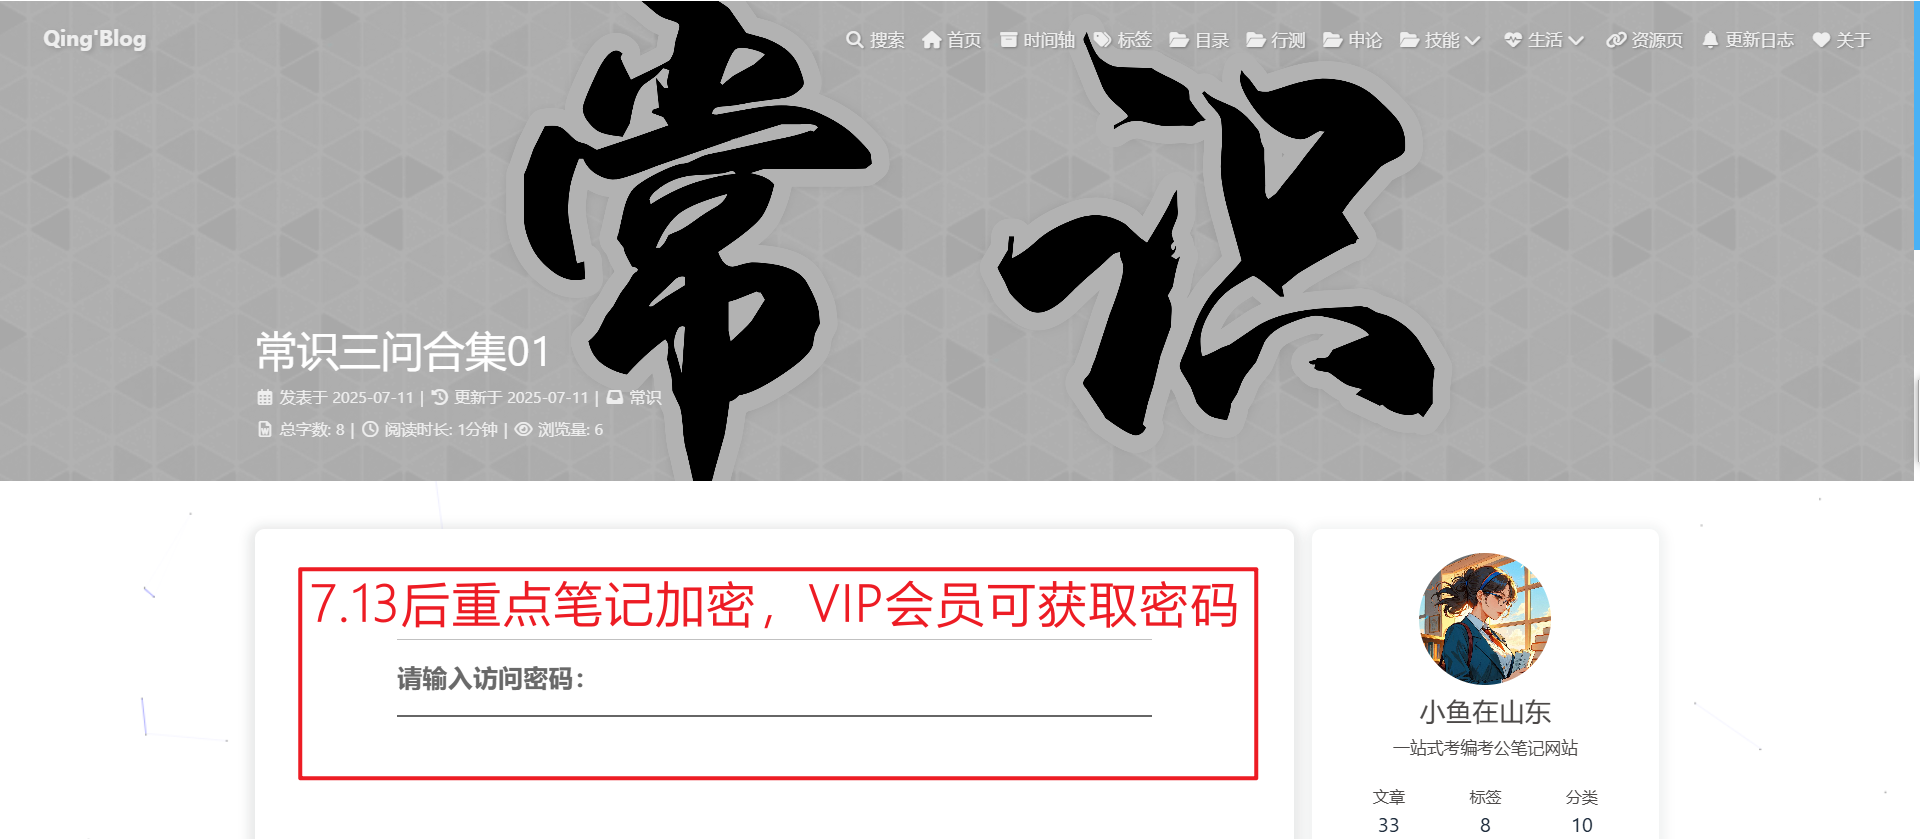 Qing'Blog
搜索 首页 时间轴 标签 目录 行测 申论 技能 生活 资源页 更新日志 关于
常识
常识三问合集01
发表于 2025-07-11 | 更新于 2025-07-11 | 常识
总字数: 8 | 阅读时长: 1分钟 | 浏览量: 6
7.13后重点笔记加密，VIP会员可获取密码
请输入访问密码：
小鱼在山东
一站式考编考公笔记网站
文章 标签 分类
33 8 10